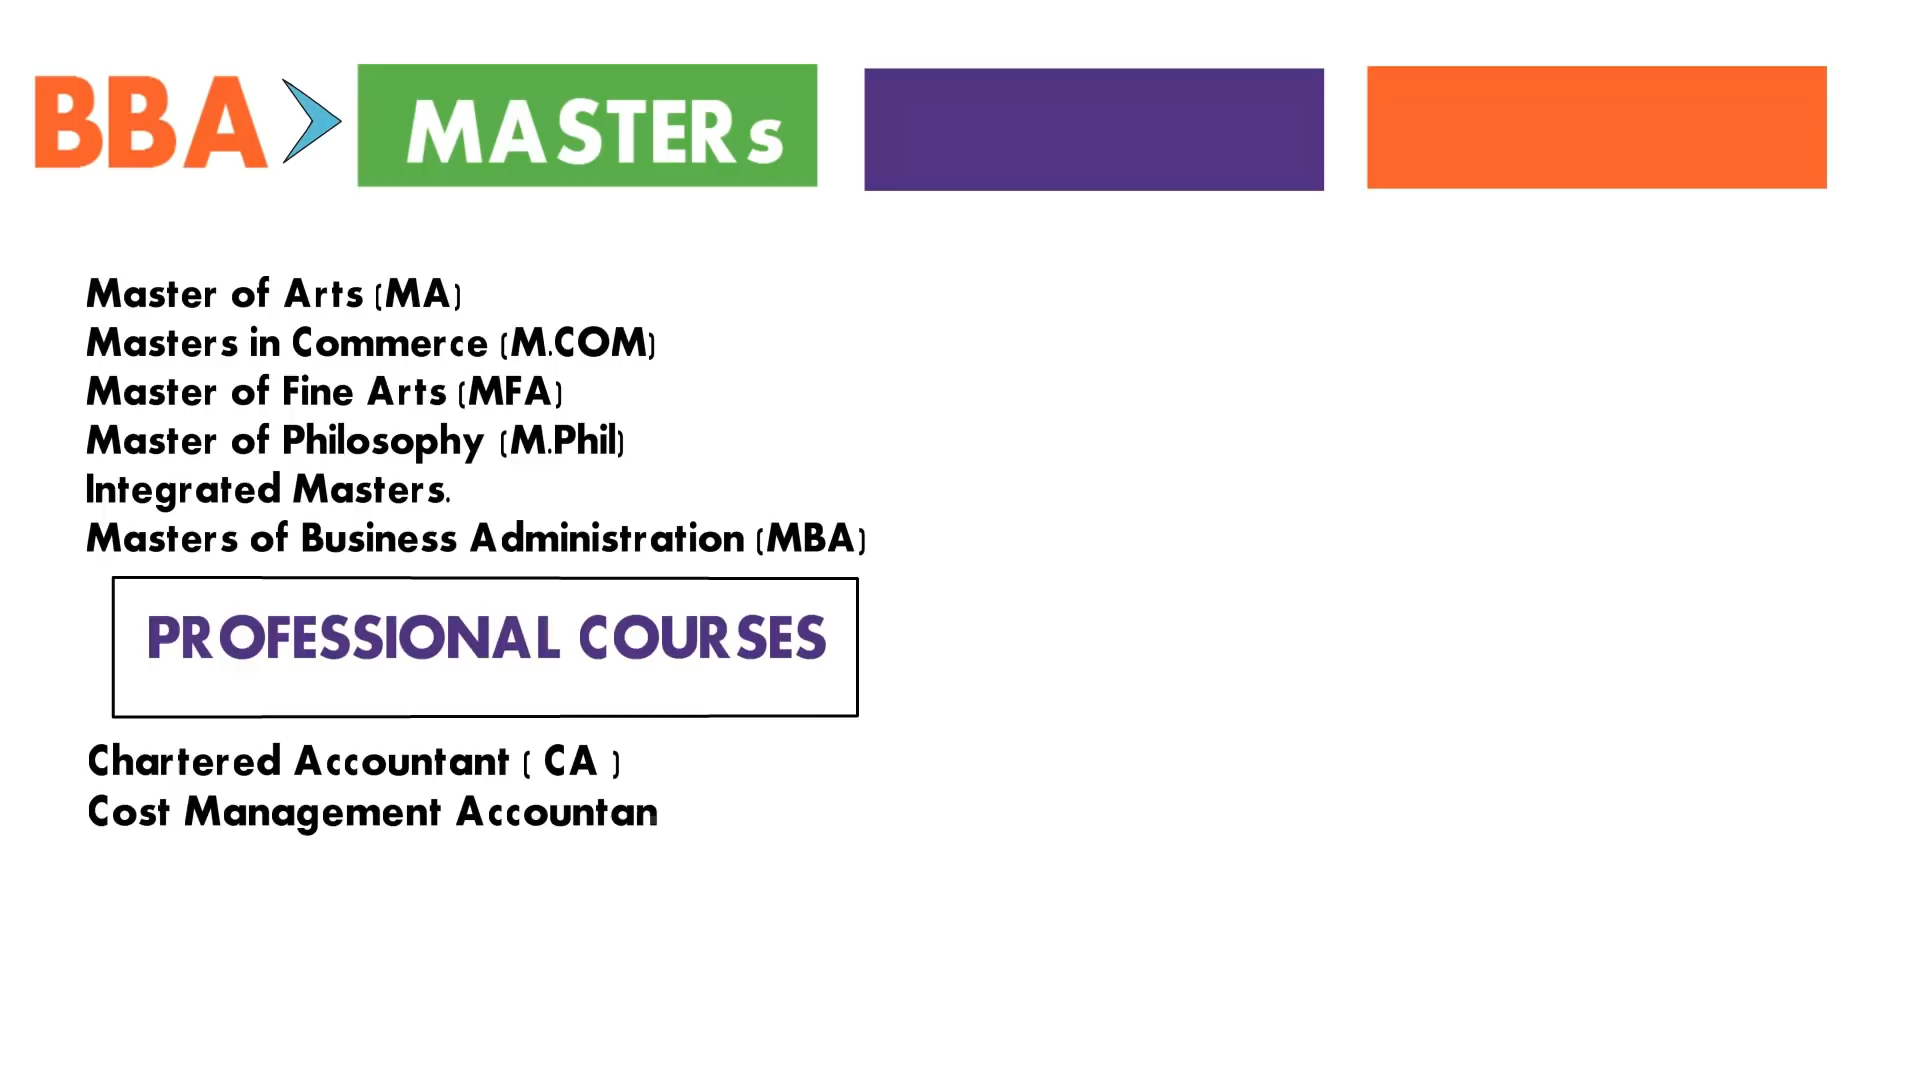 BBA MASTERs
Master of Arts (MA)
Masters in Commerce (M.COM)
Master of Fine Arts (MFA)
Master of Philosophy (M.Phil)
Integrated Masters.
Masters of Business Administration (MBA)
PROFESSIONAL COURSES
Chartered Accountant ( CA )
Cost Management Accountan